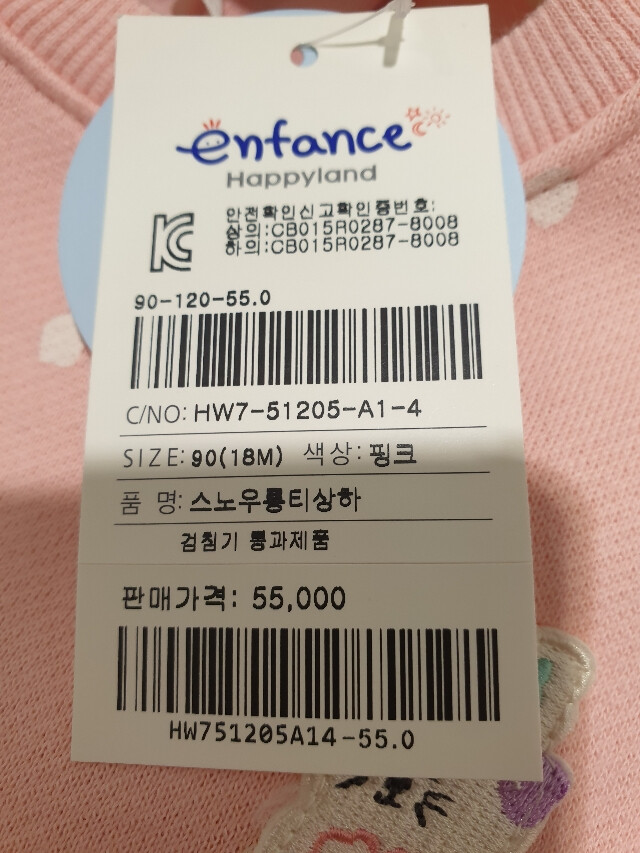 enfance
Happyland
안전확인신고확인증번호:
상의:CB015R0287-8008
하의:CB015R0287-8008
90-120-55.0
C/NO: HW7-51205-A1-4
SIZE: 90(18M) 색상: 핑크
품 명: 스노우롱티상하
검침기 통과제품
판매가격: 55,000
HW751205A14-55.0